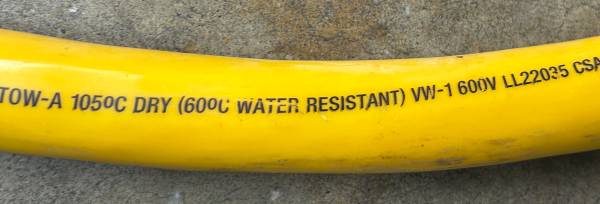 TOW-A 105ºC DRY (60ºC WATER RESISTANT) VW-1 600V LL22035 CSA